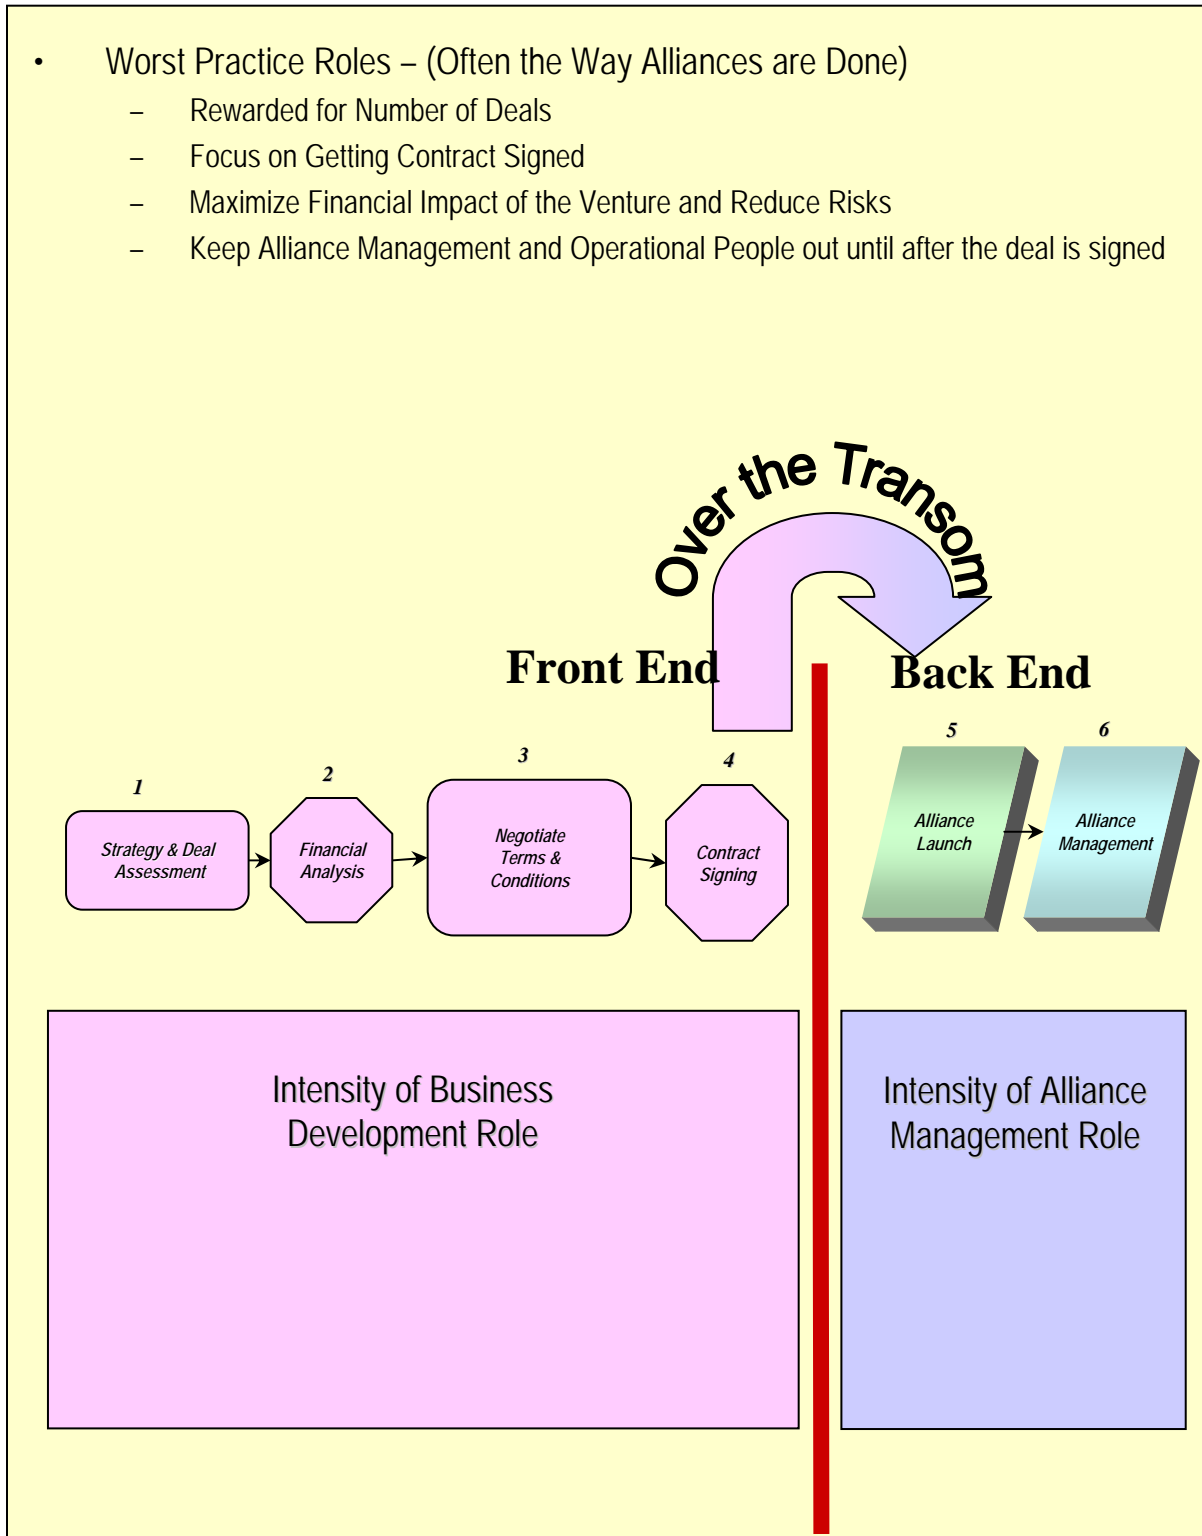 • Worst Practice Roles – (Often the Way Alliances are Done)
– Rewarded for Number of Deals
– Focus on Getting Contract Signed
– Maximize Financial Impact of the Venture and Reduce Risks
– Keep Alliance Management and Operational People out until after the deal is signed
Over the Transom
Front End
Back End
1
Strategy & Deal
Assessment
2
Financial
Analysis
3
Negotiate
Terms &
Conditions
4
Contract
Signing
5
Alliance
Launch
6
Alliance
Management
Intensity of Business
Development Role
Intensity of Alliance
Management Role